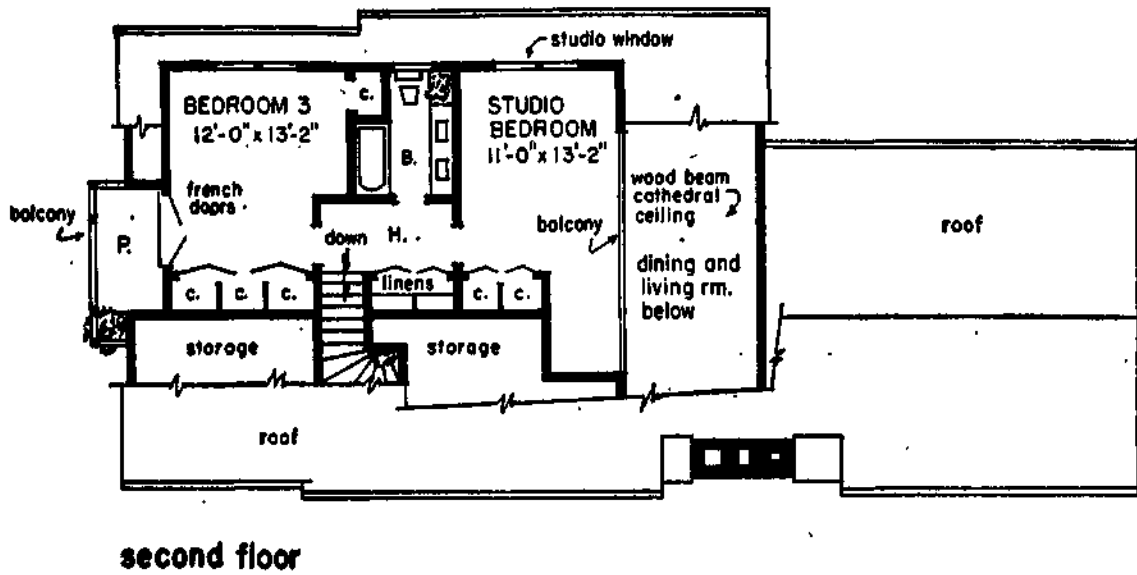 studio window
BEDROOM 3
12'-0" x 13'-2"
c.
STUDIO
BEDROOM
11'-0" x 13'-2"
B.
french
doors
wood beam
cathedral
ceiling
balcony
P.
down
H.
balcony
roof
dining and
living rm.
below
linens
c.
c.
c.
c.
c.
storage
storage
roof
second floor